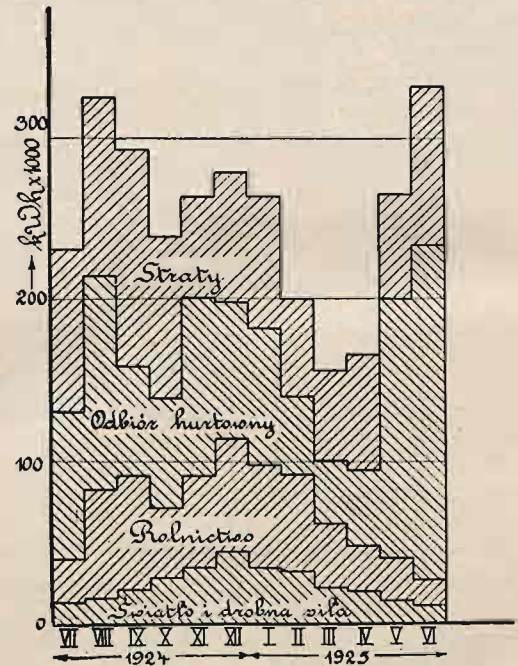 300
kWh x 1000
200
100
0
Straty
Odbiór hurtowny
Rolnictwo
Światło i drobna siła
VII VIII IX X XI XII I II III IV V VI
1924 1925